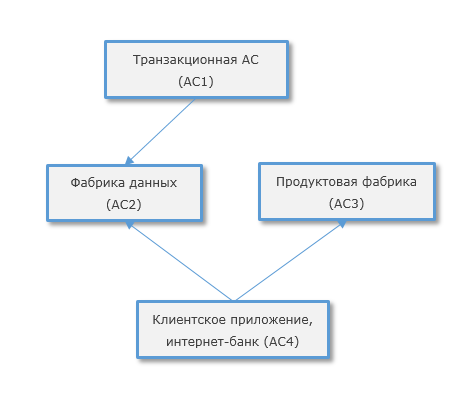 Транзакционная АС
(АС1)
Фабрика данных
(АС2)
Продуктовая фабрика
(АС3)
Клиентское приложение,
интернет-банк (АС4)